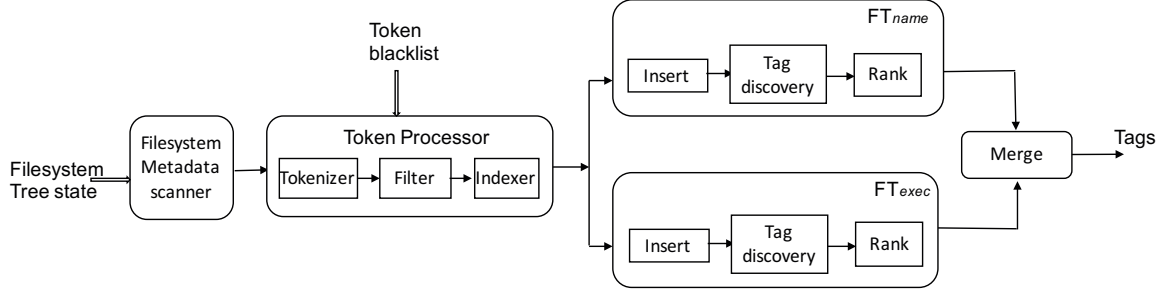 Filesystem
Tree state
Filesystem
Metadata
scanner
Token
blacklist
Token Processor
Tokenizer
Filter
Indexer
FTname
Insert
Tag
discovery
Rank
FTexec
Insert
Tag
discovery
Rank
Merge
Tags